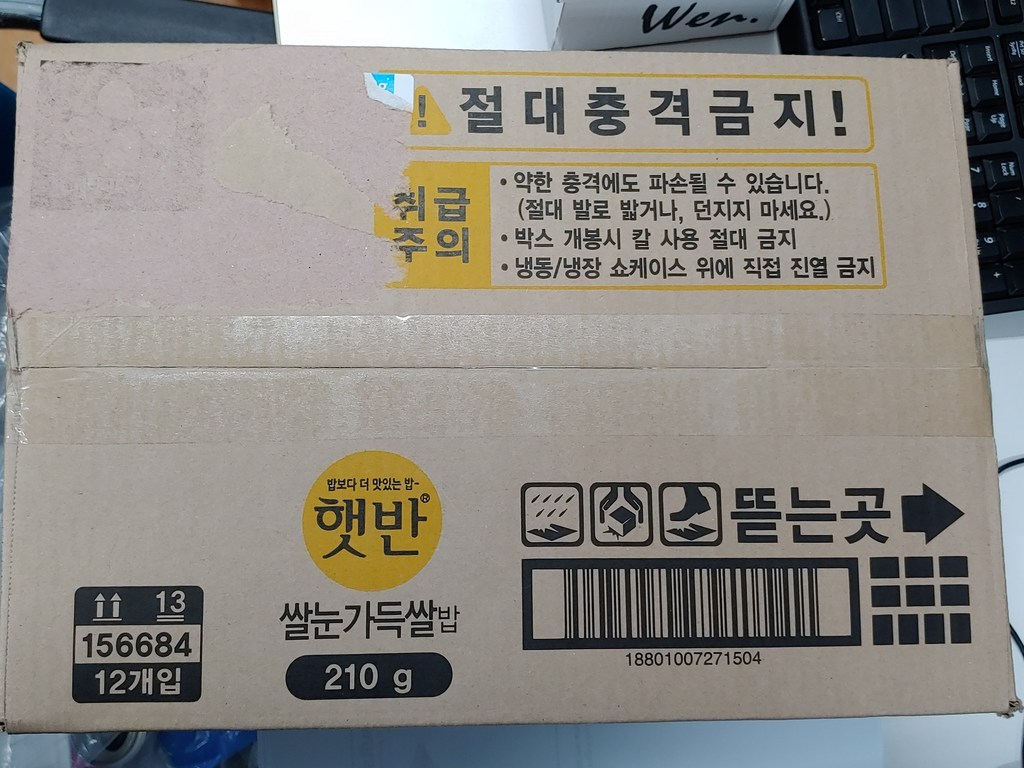 Wen.
! 절대충격금지!
취급
주의
• 약한 충격에도 파손될 수 있습니다.
(절대 발로 밟거나, 던지지 마세요.)
• 박스 개봉시 칼 사용 절대 금지
• 냉동/냉장 쇼케이스 위에 직접 진열 금지
밥보다 더 맛있는 밥~
햇반®
쌀눈가득쌀밥
210 g
13
156684
12개입
뜯는곳
18801007271504